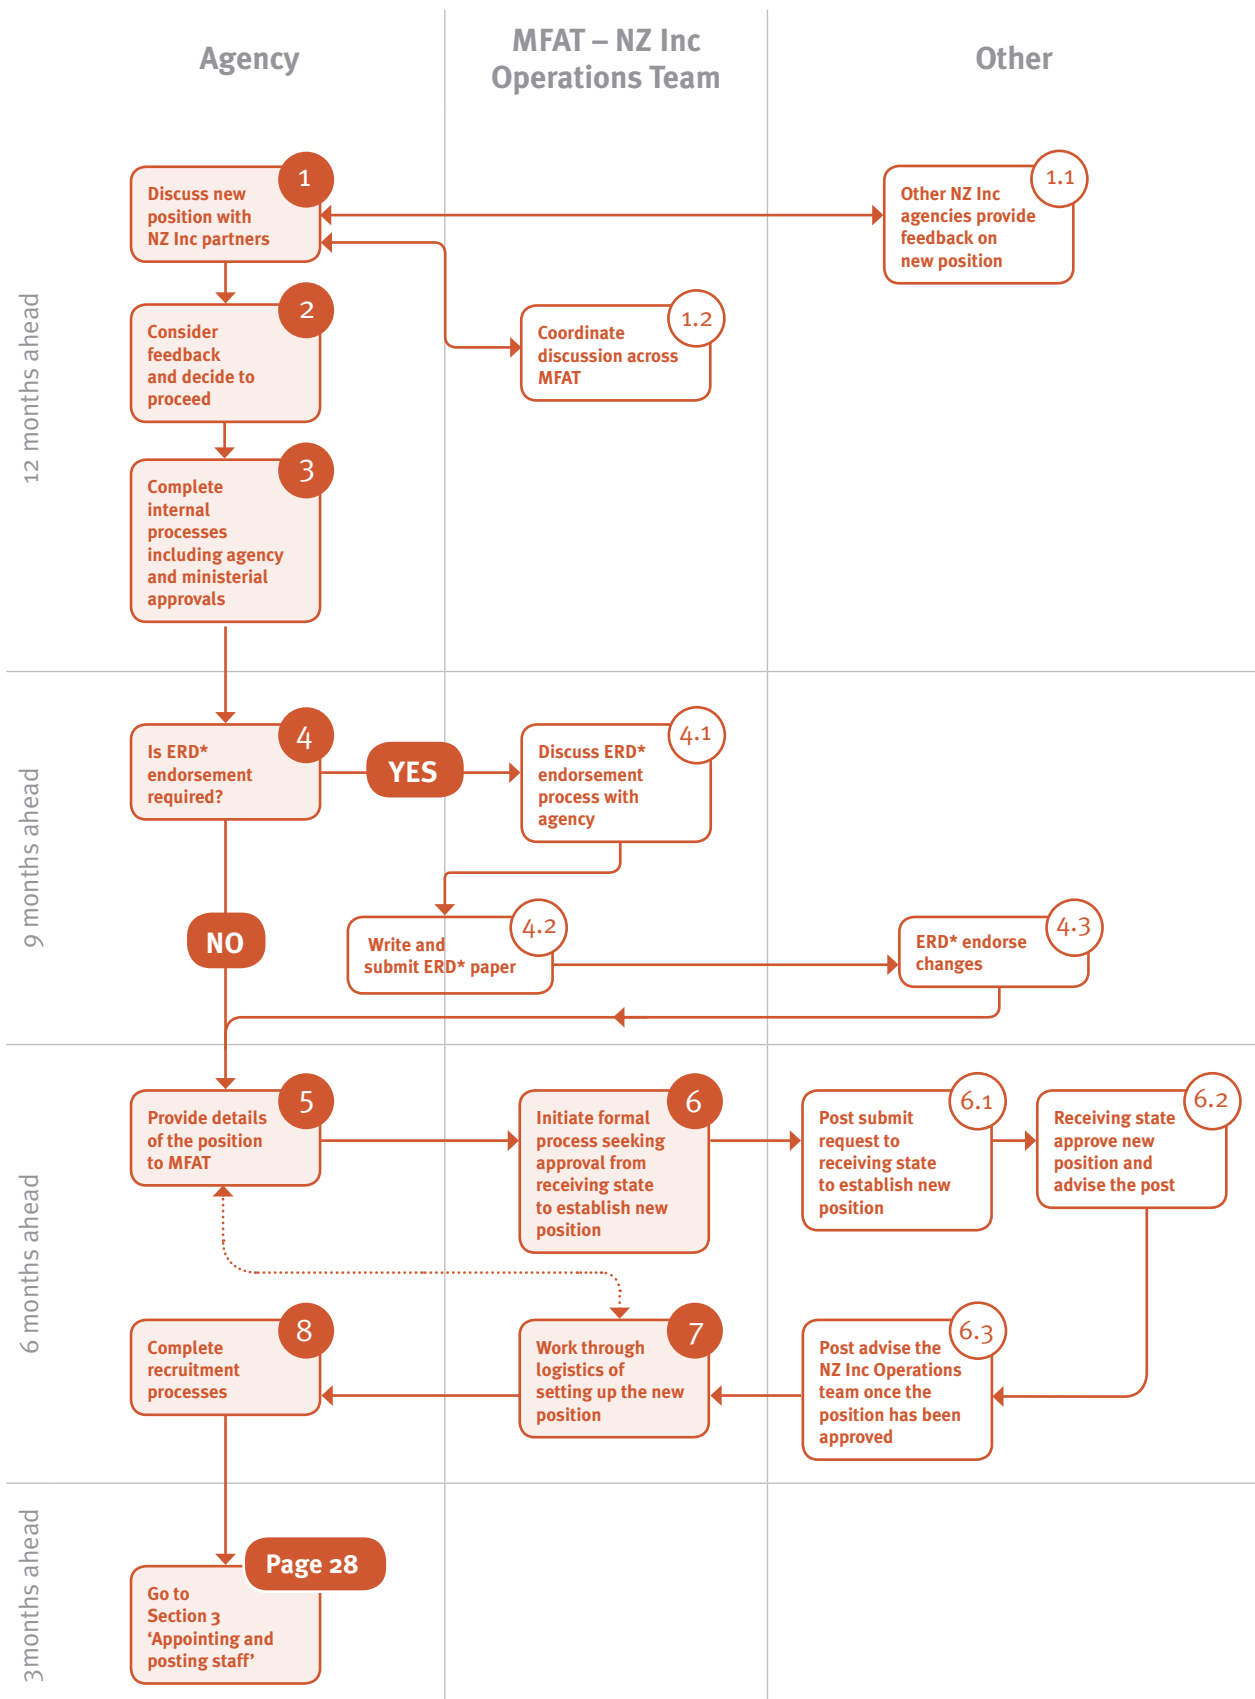 Agency
MFAT – NZ Inc
Operations Team
Other
12 months ahead
1
Discuss new
position with
NZ Inc partners
1.1
Other NZ Inc
agencies provide
feedback on
new position
2
Consider
feedback
and decide to
proceed
1.2
Coordinate
discussion across
MFAT
3
Complete
internal
processes
including agency
and ministerial
approvals
9 months ahead
4
Is ERD*
endorsement
required?
YES
4.1
Discuss ERD*
endorsement
process with
agency
NO
4.2
Write and
submit ERD* paper
4.3
ERD* endorse
changes
6 months ahead
5
Provide details
of the position
to MFAT
6
Initiate formal
process seeking
approval from
receiving state
to establish new
position
6.1
Post submit
request to
receiving state
to establish new
position
6.2
Receiving state
approve new
position and
advise the post
8
Complete
recruitment
processes
7
Work through
logistics of
setting up the new
position
6.3
Post advise the
NZ Inc Operations
team once the
position has been
approved
3months ahead
Page 28
Go to
Section 3
‘Appointing and
posting staff’